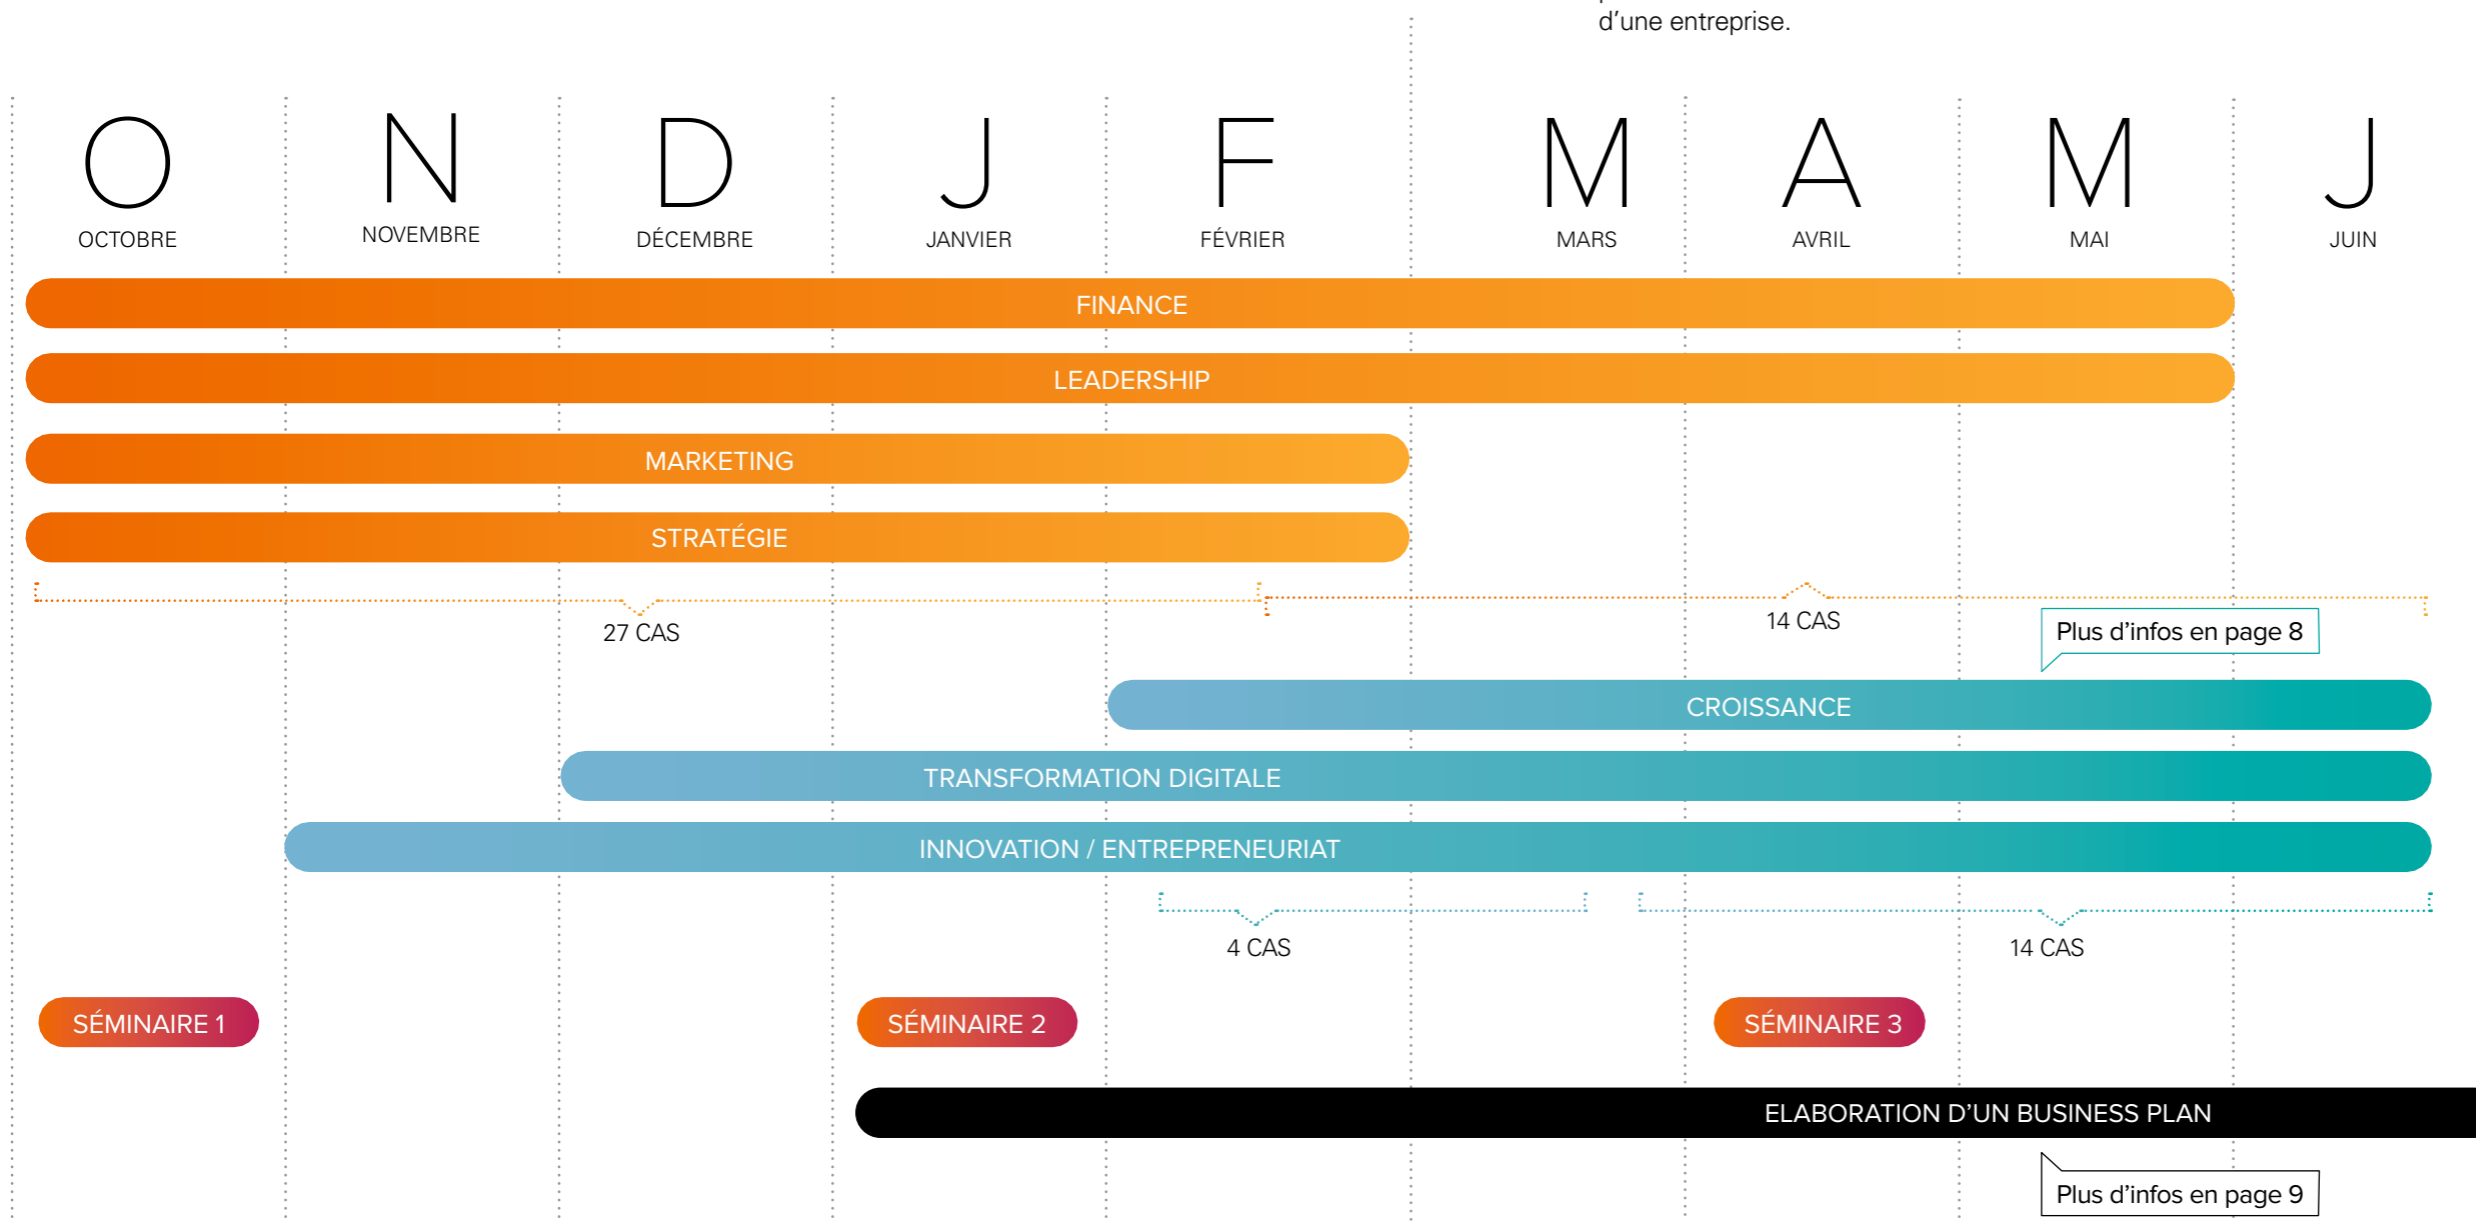 d'une entreprise.
O N D J F M A M J
OCTOBRE NOVEMBRE DÉCEMBRE JANVIER FÉVRIER MARS AVRIL MAI JUIN
FINANCE
LEADERSHIP
MARKETING
STRATÉGIE
27 CAS
14 CAS
Plus d'infos en page 8
CROISSANCE
TRANSFORMATION DIGITALE
INNOVATION / ENTREPRENEURIAT
4 CAS
14 CAS
SÉMINAIRE 1
SÉMINAIRE 2
SÉMINAIRE 3
ELABORATION D'UN BUSINESS PLAN
Plus d'infos en page 9